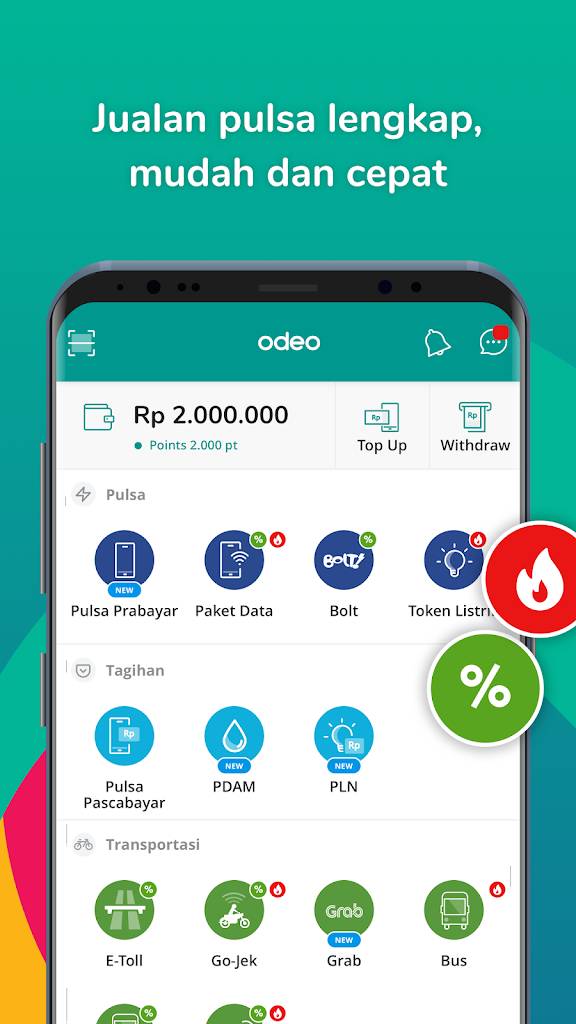 Jualan pulsa lengkap,
mudah dan cepat
odeo
Rp 2.000.000
Points 2.000 pt
Rp
Top Up
Rp
Withdraw
Pulsa
NEW
%
%
Pulsa Prabayar
Paket Data
BOLT!
Bolt
Token Listri
%
Tagihan
Rp
NEW
Rp
NEW
Pulsa
Pascabayar
PDAM
PLN
Transportasi
%
%
Grab
NEW
E-Toll
Go-Jek
Grab
Bus
%
%